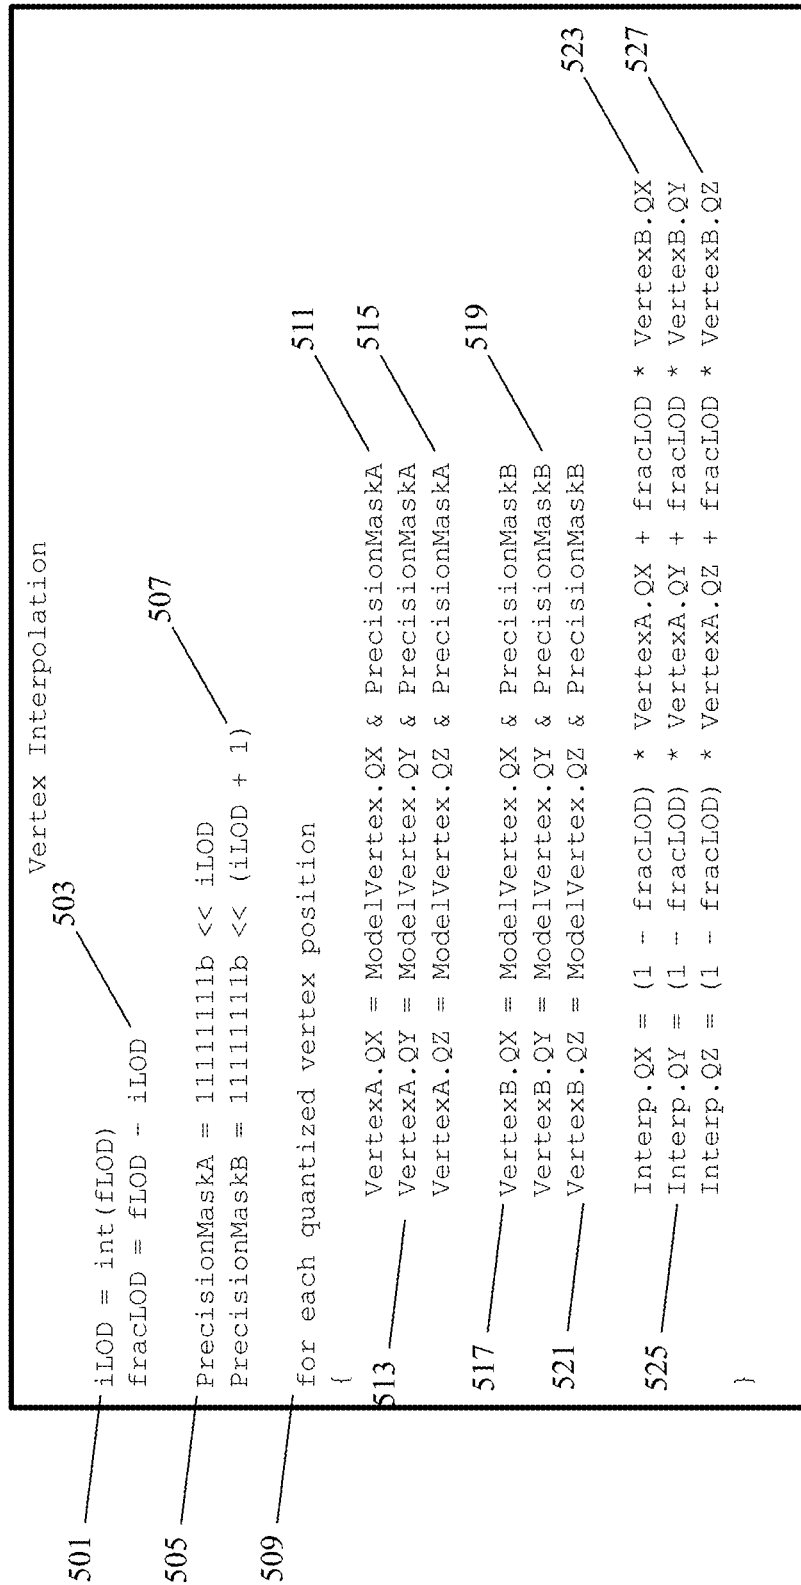 Vertex Interpolation
501
iLOD = int(fLOD)
503
fracLOD = fLOD - iLOD
505
PrecisionMaskA = 11111111b << iLOD
507
PrecisionMaskB = 11111111b << (iLOD + 1)
509
for each quantized vertex position
{
511
VertexA.QX = ModelVertex.QX & PrecisionMaskA
513
VertexA.QY = ModelVertex.QY & PrecisionMaskA
515
VertexA.QZ = ModelVertex.QZ & PrecisionMaskA
517
VertexB.QX = ModelVertex.QX & PrecisionMaskB
519
VertexB.QY = ModelVertex.QY & PrecisionMaskB
521
VertexB.QZ = ModelVertex.QZ & PrecisionMaskB
523
Interp.QX = (1 - fracLOD) * VertexA.QX + fracLOD * VertexB.QX
525
Interp.QY = (1 - fracLOD) * VertexA.QY + fracLOD * VertexB.QY
527
Interp.QZ = (1 - fracLOD) * VertexA.QZ + fracLOD * VertexB.QZ
}